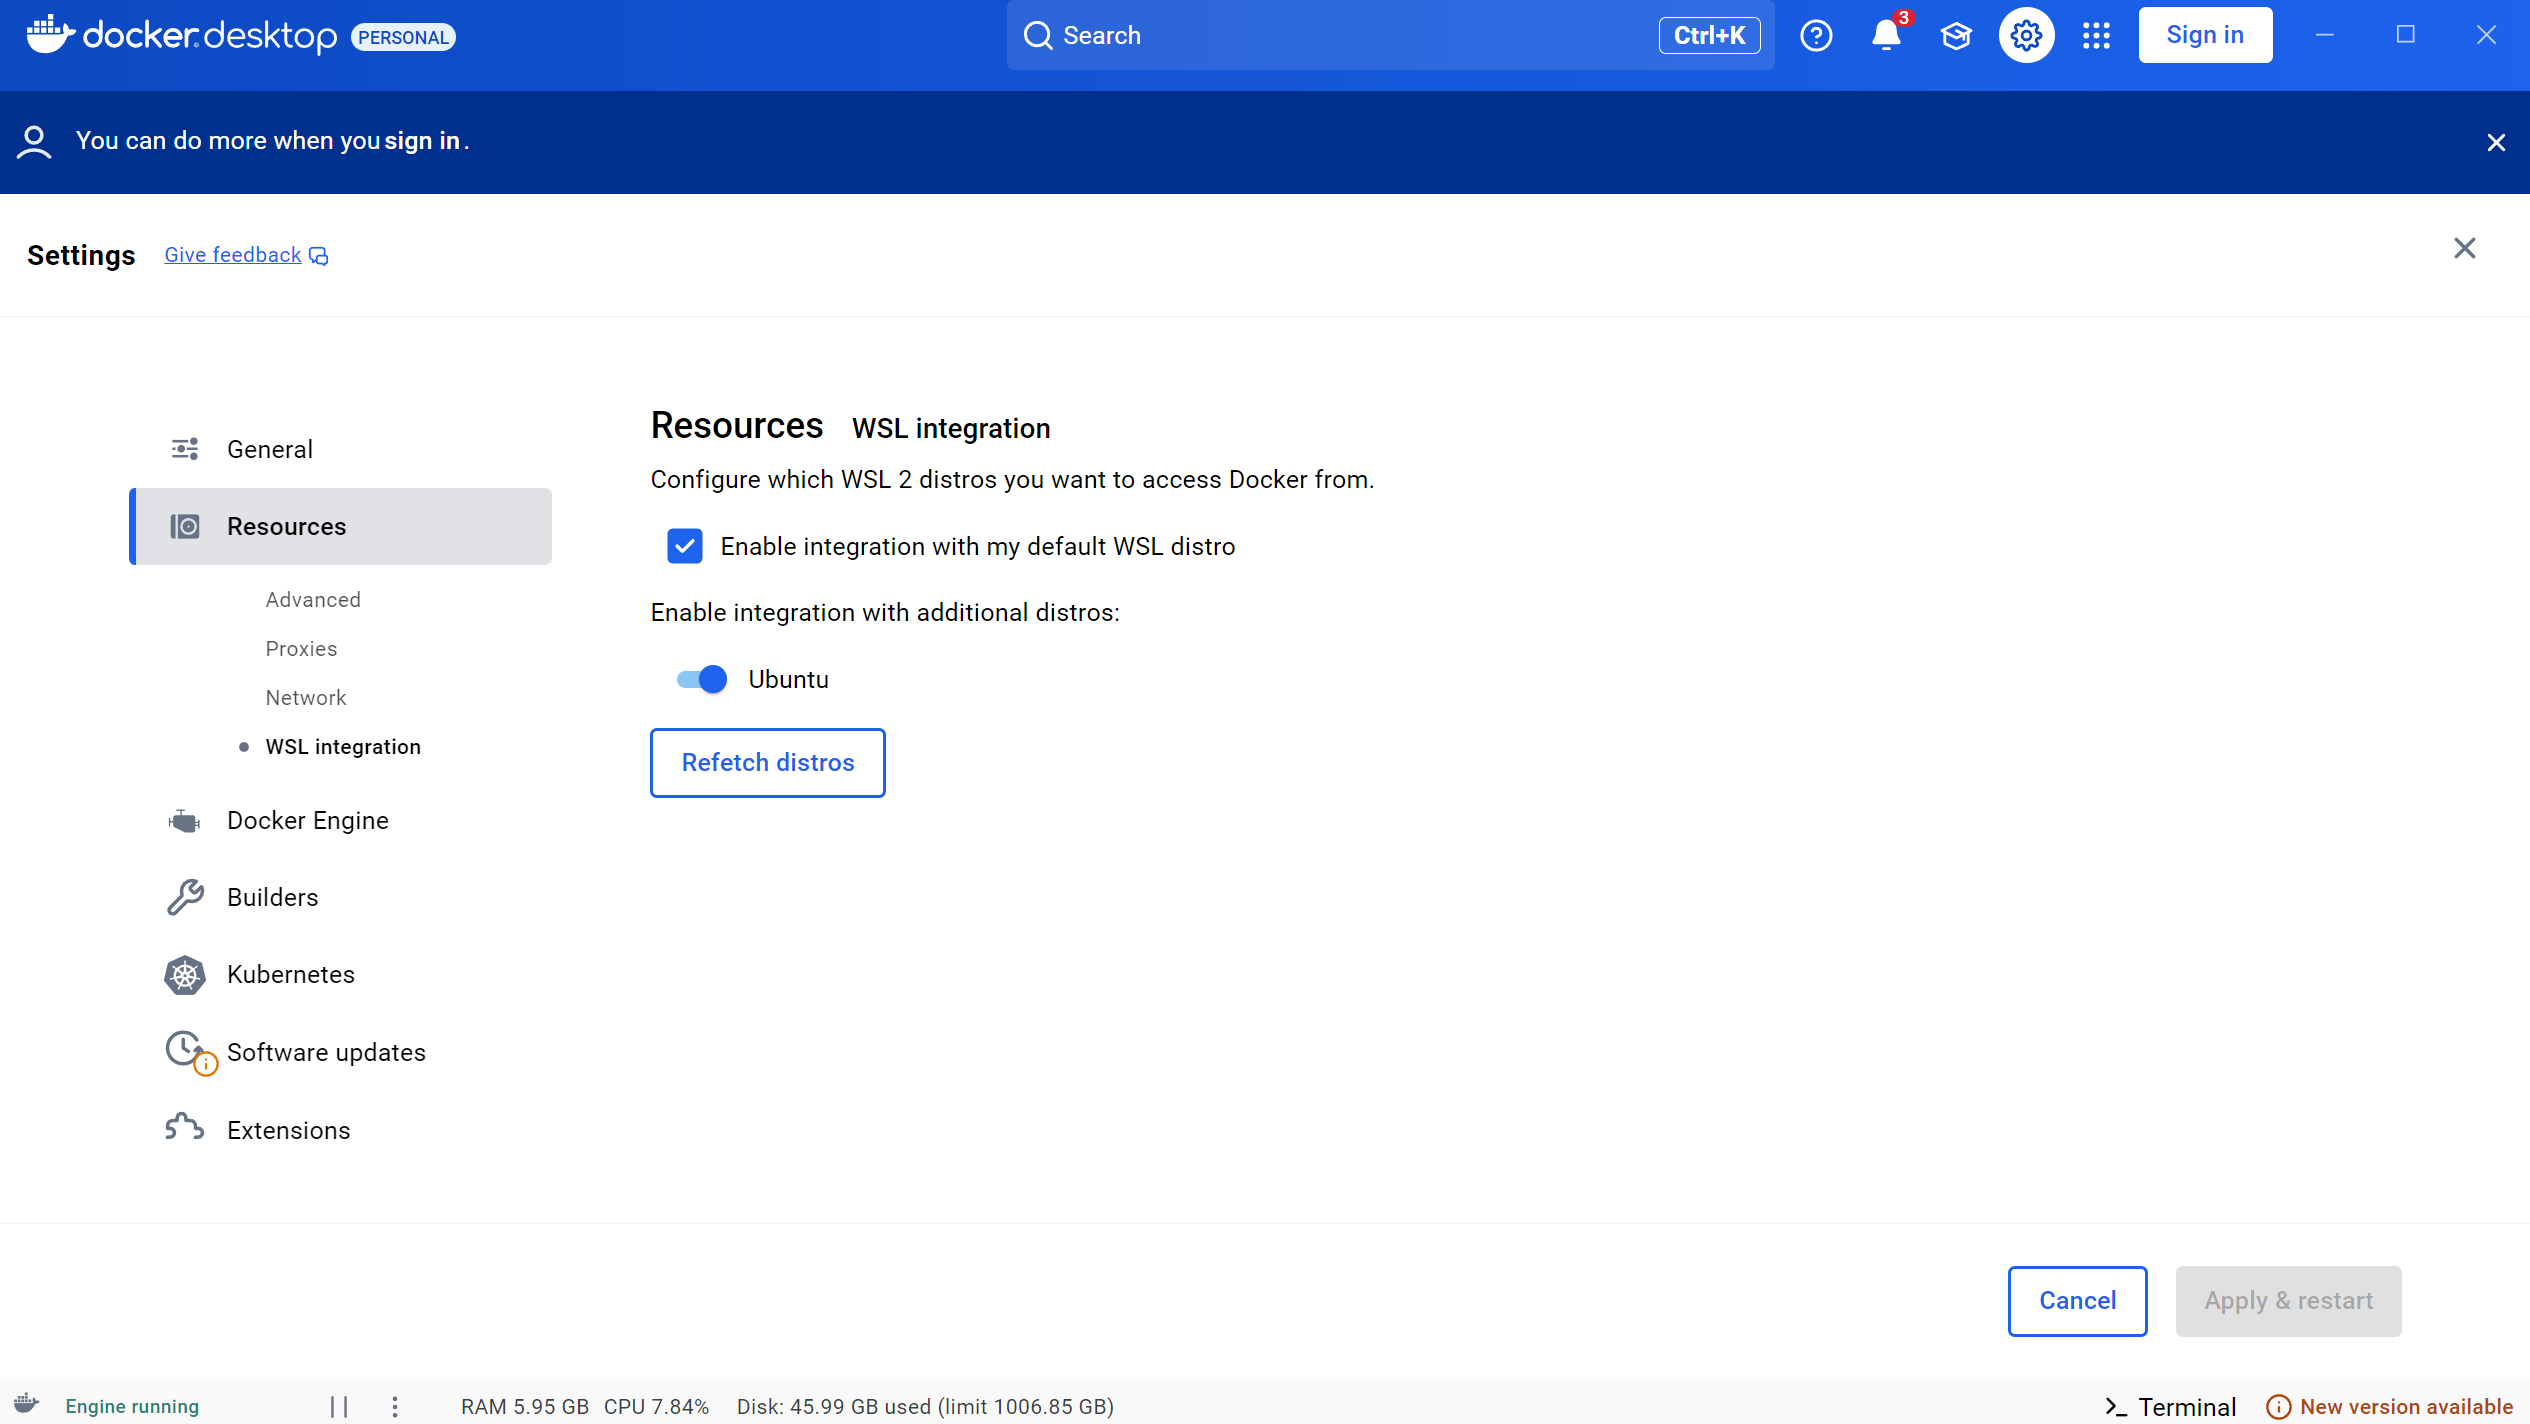 docker desktop PERSONAL Search Ctrl+K 3 Sign in
You can do more when you sign in.
Settings Give feedback
General
Resources
Advanced
Proxies
Network
WSL integration
Docker Engine
Builders
Kubernetes
Software updates
Extensions
Resources WSL integration
Configure which WSL 2 distros you want to access Docker from.
Enable integration with my default WSL distro
Enable integration with additional distros:
Ubuntu
Refetch distros
Cancel Apply & restart
Engine running RAM 5.95 GB CPU 7.84% Disk: 45.99 GB used (limit 1006.85 GB) Terminal New version available